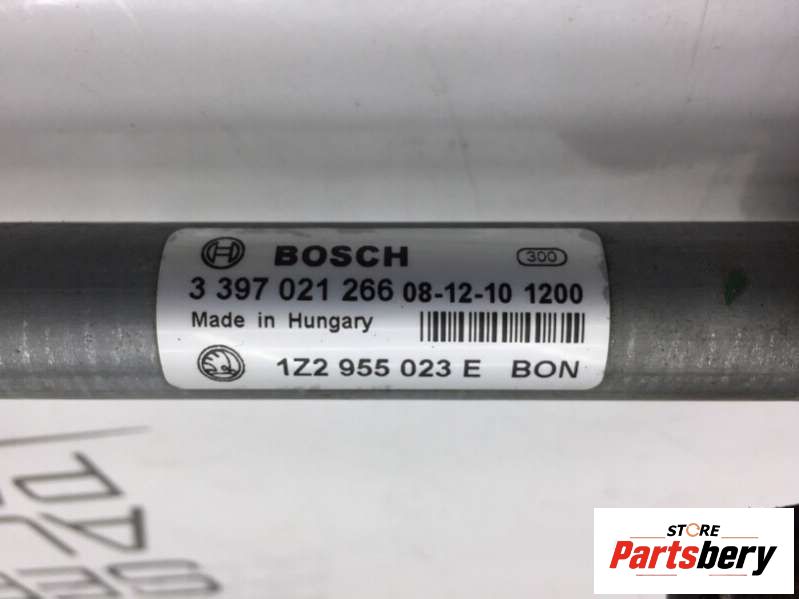 BOSCH 300
3 397 021 266 08-12-10 1200
Made in Hungary
1Z2 955 023 E BON
STORE
Partsbery